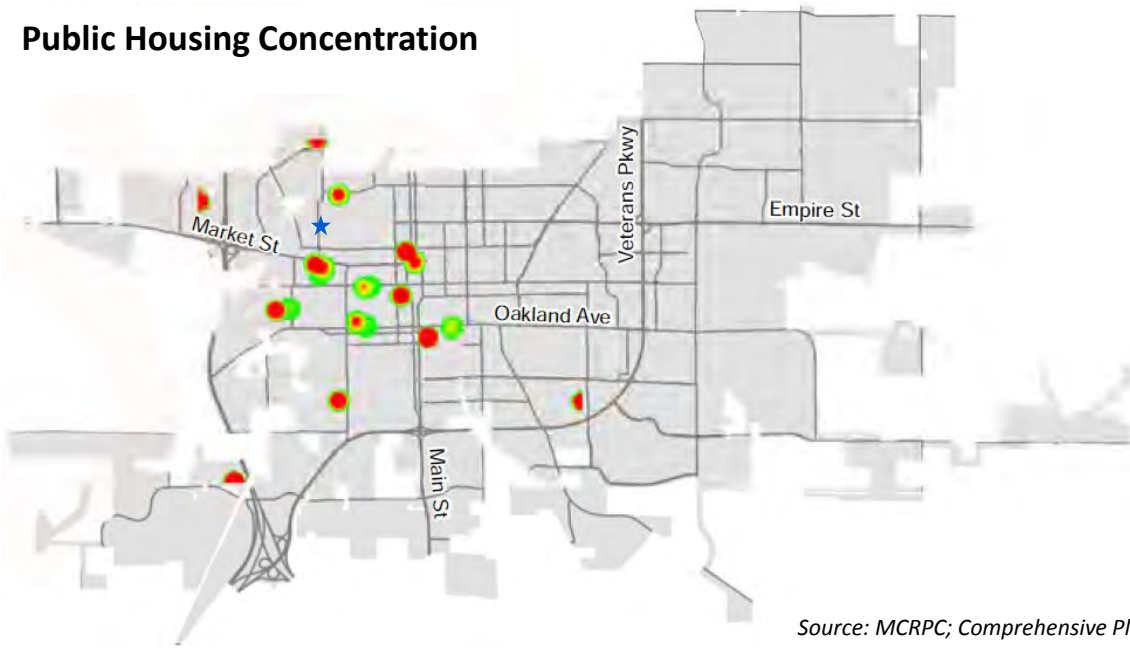 Public Housing Concentration
Veterans Pkwy
Empire St
Market St
Oakland Ave
Main St
Source: MCRPC; Comprehensive Pl